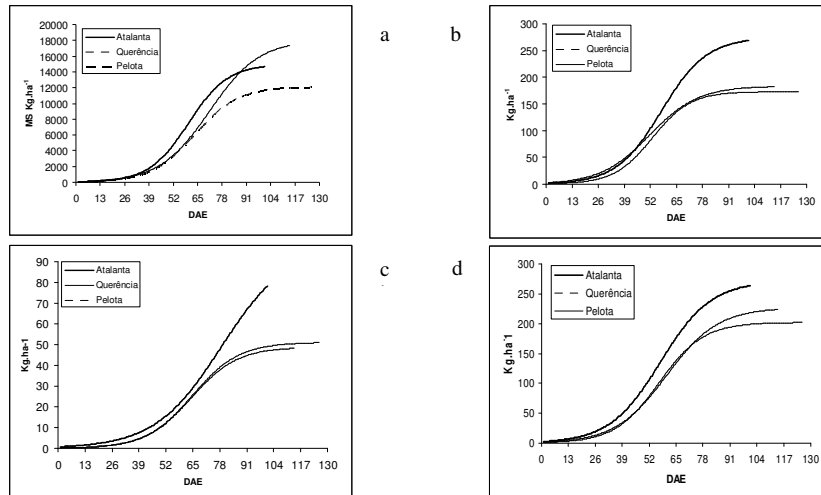 20000
18000
16000
14000
12000
10000
8000
6000
4000
2000
0
MS Kg.ha-1
Atalanta
Querência
Pelota
0 13 26 39 52 65 78 91 104 117 130
DAE
a
b
300
250
200
150
100
50
0
Kg.ha-1
Atalanta
Querência
Pelota
0 13 26 39 52 65 78 91 104 117 130
DAE
90
80
70
60
50
40
30
20
10
0
Kg.ha-1
Atalanta
Querência
Pelota
0 13 26 39 52 65 78 91 104 117 130
DAE
c
d
300
250
200
150
100
50
0
Kg.ha-1
Atalanta
Querência
Pelota
0 13 26 39 52 65 78 91 104 117 130
DAE